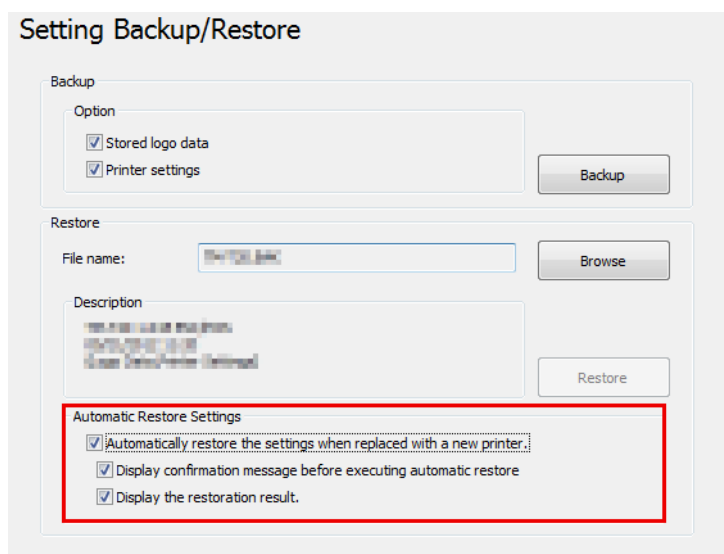 Setting Backup/Restore
Backup
Option
Stored logo data
Printer settings
Backup
Restore
File name:
Browse
Description
Restore
Automatic Restore Settings
Automatically restore the settings when replaced with a new printer.
Display confirmation message before executing automatic restore
Display the restoration result.